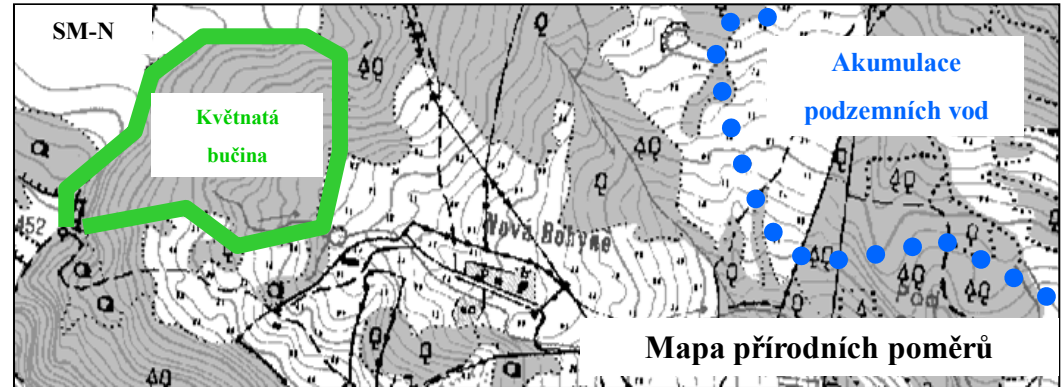 SM-N
Květnatá
bučina
Akumulace
podzemních vod
452
Nová Bohyně
Mapa přírodních poměrů